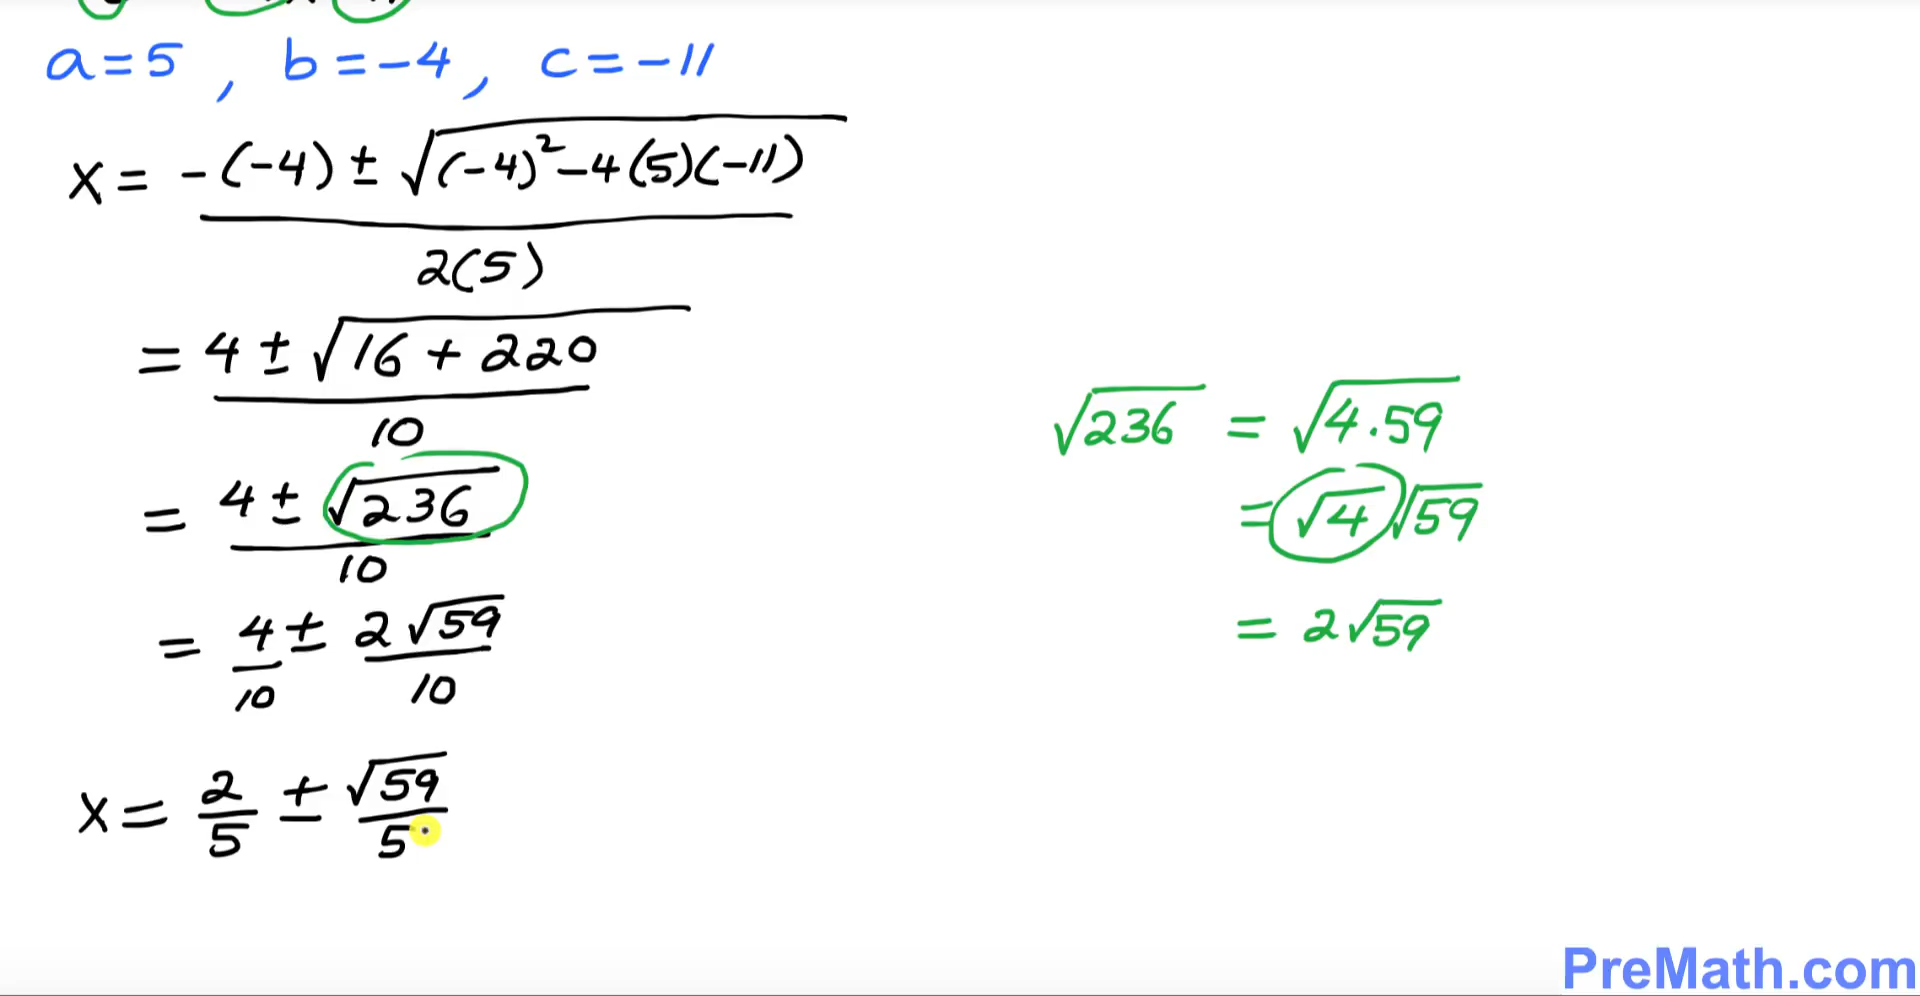 a=5 , b=-4, c=-11
x= -(-4) ± √(-4)²-4(5)(-11)
2(5)
= 4 ± √16 + 220
10
= 4 ± √236
10
= 4/10 ± 2√59/10
x= 2/5 ± √59/5
√236 = √4.59
= √4 √59
= 2√59
PreMath.com